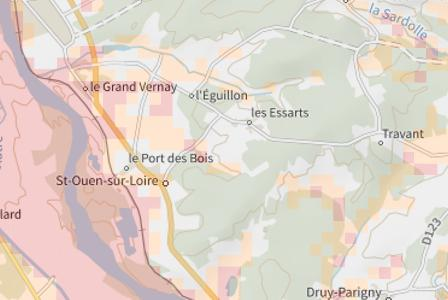 la Sardolle
le Grand Vernay
l'Éguillon
les Essarts
Travant
le Port des Bois
St-Ouen-sur-Loire
D123
Druy-Parigny